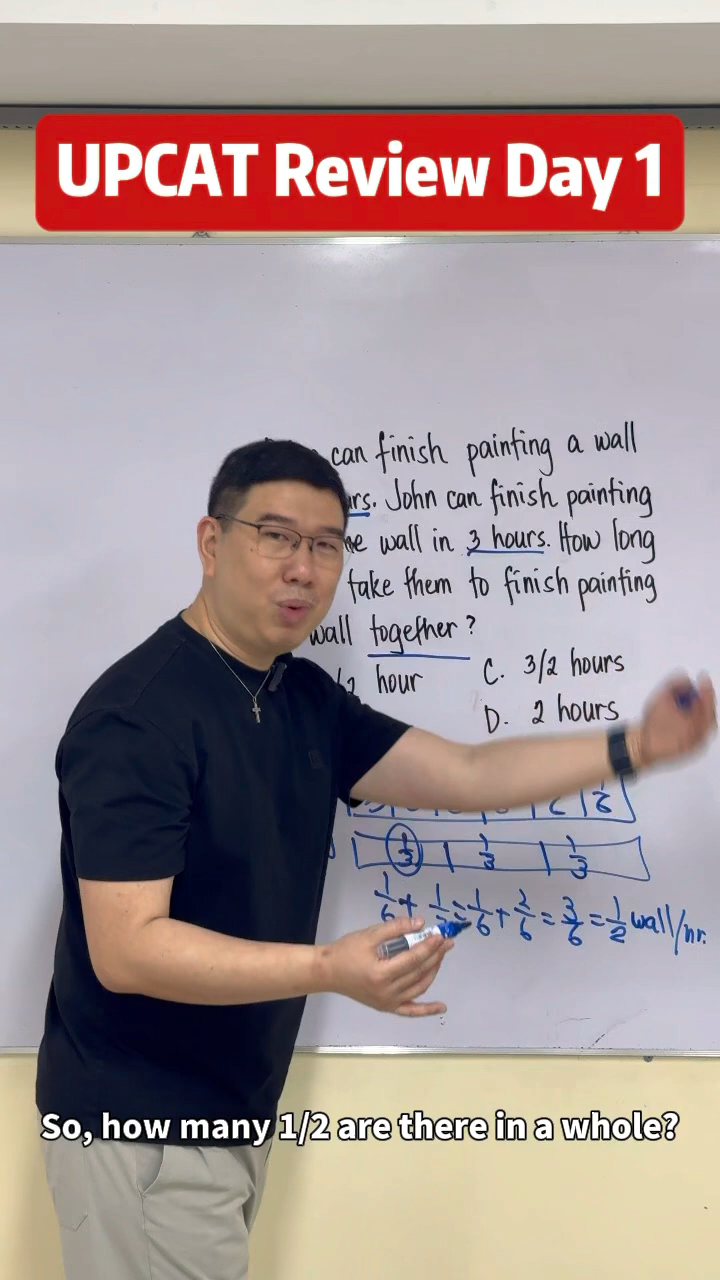 UPCAT Review Day 1
can finish painting a wall
rs. John can finish painting
e wall in 3 hours. How long
take them to finish painting
wall together?
/2 hour
C. 3/2 hours
D. 2 hours
1/6
1/3 1/3 1/3
1/6 + 1/3 = 1/6 + 2/6 = 3/6 = 1/2 wall/hr.
So, how many 1/2 are there in a whole?